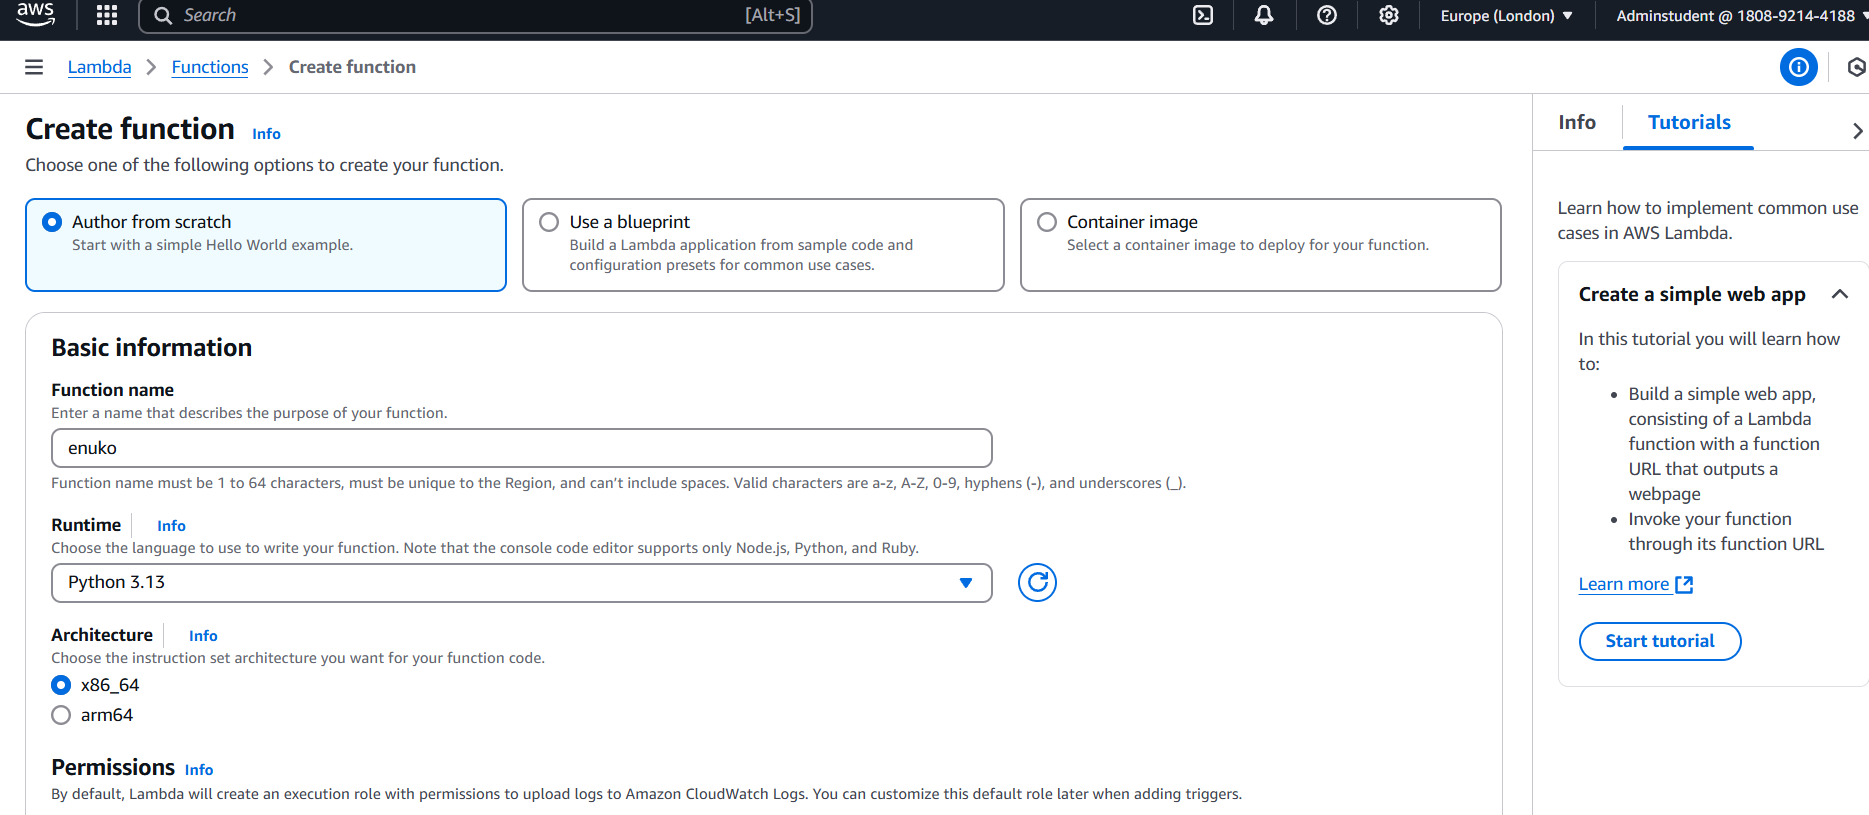 aws
Search [Alt+S]
Europe (London)
Adminstudent @ 1808-9214-4188
Lambda
Functions
Create function
Create function Info
Choose one of the following options to create your function.
Author from scratch
Start with a simple Hello World example.
Use a blueprint
Build a Lambda application from sample code and
configuration presets for common use cases.
Container image
Select a container image to deploy for your function.
Basic information
Function name
Enter a name that describes the purpose of your function.
enuko
Function name must be 1 to 64 characters, must be unique to the Region, and can’t include spaces. Valid characters are a-z, A-Z, 0-9, hyphens (-), and underscores (_).
Runtime Info
Choose the language to use to write your function. Note that the console code editor supports only Node.js, Python, and Ruby.
Python 3.13
Architecture Info
Choose the instruction set architecture you want for your function code.
x86_64
arm64
Permissions Info
By default, Lambda will create an execution role with permissions to upload logs to Amazon CloudWatch Logs. You can customize this default role later when adding triggers.
Info
Tutorials
Learn how to implement common use
cases in AWS Lambda.
Create a simple web app
In this tutorial you will learn how
to:
• Build a simple web app,
consisting of a Lambda
function with a function
URL that outputs a
webpage
• Invoke your function
through its function URL
Learn more
Start tutorial